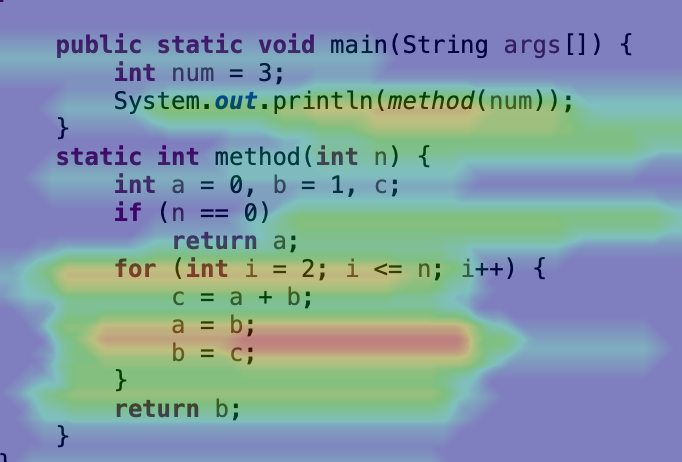 public static void main(String args[]) {
int num = 3;
System.out.println(method(num));
}
static int method(int n) {
int a = 0, b = 1, c;
if (n == 0)
return a;
for (int i = 2; i <= n; i++) {
c = a + b;
a = b;
b = c;
}
return b;
}
}